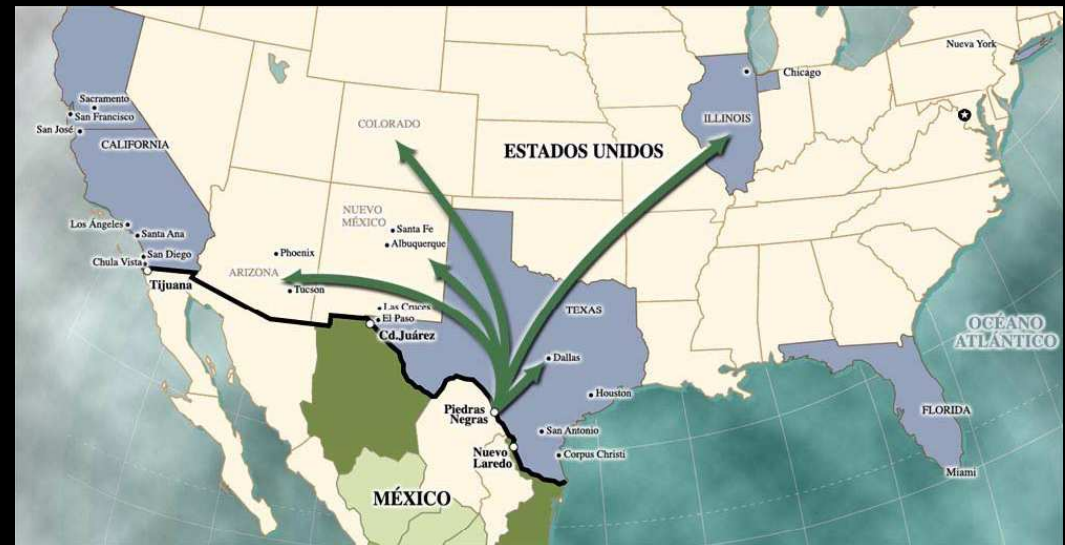 Nueva York
Chicago
Sacramento
San Francisco
San José
CALIFORNIA
COLORADO
ILLINOIS
ESTADOS UNIDOS
NUEVO
MÉXICO
Santa Fe
Albuquerque
Los Ángeles
Santa Ana
San Diego
Chula Vista
Tijuana
Phoenix
ARIZONA
Tucson
Las Cruces
El Paso
Cd.Juárez
TEXAS
OCÉANO
ATLÁNTICO
Dallas
Houston
Piedras
Negras
San Antonio
FLORIDA
Nuevo
Laredo
Corpus Christi
Miami
MÉXICO